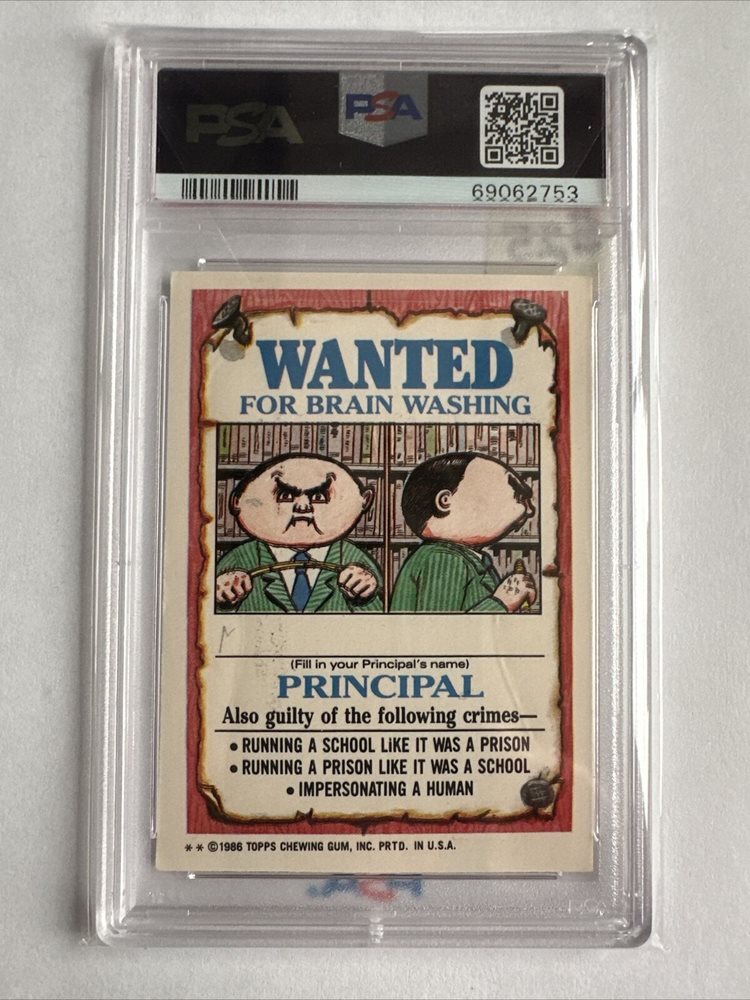 PSA PSA
69062753
WANTED
FOR BRAIN WASHING
(Fill in your Principal's name)
PRINCIPAL
Also guilty of the following crimes—
• RUNNING A SCHOOL LIKE IT WAS A PRISON
• RUNNING A PRISON LIKE IT WAS A SCHOOL
• IMPERSONATING A HUMAN
** ©1986 TOPPS CHEWING GUM, INC. PRTD. IN U.S.A.